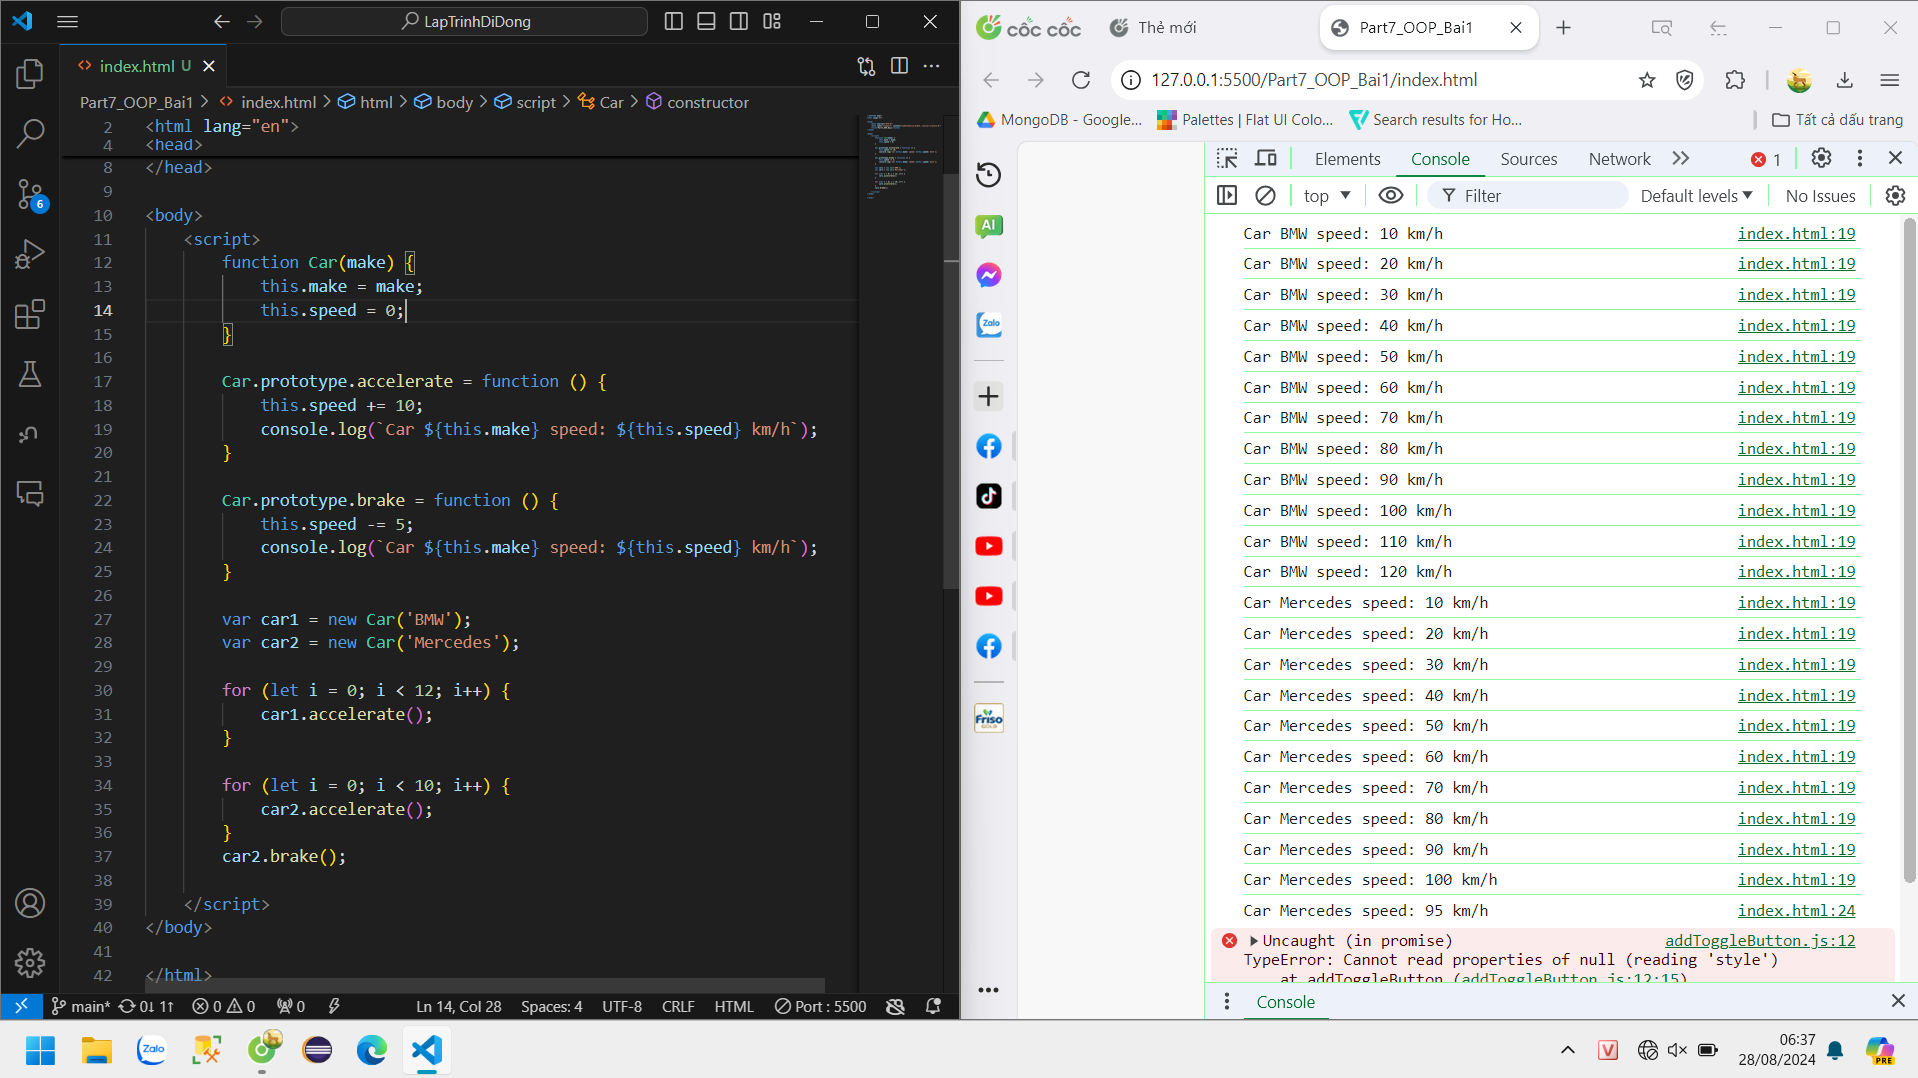 LapTrinhDiDong
index.html U
Part7_OOP_Bai1 > index.html > html > body > script > Car > constructor
2 <html lang="en">
4 <head>
8 </head>
9
10 <body>
11 <script>
12 function Car(make) {
13 this.make = make;
14 this.speed = 0;
15 }
16
17 Car.prototype.accelerate = function () {
18 this.speed += 10;
19 console.log(`Car ${this.make} speed: ${this.speed} km/h`);
20 }
21
22 Car.prototype.brake = function () {
23 this.speed -= 5;
24 console.log(`Car ${this.make} speed: ${this.speed} km/h`);
25 }
26
27 var car1 = new Car('BMW');
28 var car2 = new Car('Mercedes');
29
30 for (let i = 0; i < 12; i++) {
31 car1.accelerate();
32 }
33
34 for (let i = 0; i < 10; i++) {
35 car2.accelerate();
36 }
37 car2.brake();
38
39 </script>
40 </body>
41
42 </html>
6
main* 0↓ 1↑ 0 0 0 Ln 14, Col 28 Spaces: 4 UTF-8 CRLF HTML Port : 5500
cốc cốc Thẻ mới Part7_OOP_Bai1
127.0.0.1:5500/Part7_OOP_Bai1/index.html
MongoDB - Google... Palettes | Flat UI Colo... Search results for Ho... Tất cả dấu trang
AI
Zalo
Friso
GOLD
Elements Console Sources Network 1
top Filter Default levels No Issues
Car BMW speed: 10 km/h index.html:19
Car BMW speed: 20 km/h index.html:19
Car BMW speed: 30 km/h index.html:19
Car BMW speed: 40 km/h index.html:19
Car BMW speed: 50 km/h index.html:19
Car BMW speed: 60 km/h index.html:19
Car BMW speed: 70 km/h index.html:19
Car BMW speed: 80 km/h index.html:19
Car BMW speed: 90 km/h index.html:19
Car BMW speed: 100 km/h index.html:19
Car BMW speed: 110 km/h index.html:19
Car BMW speed: 120 km/h index.html:19
Car Mercedes speed: 10 km/h index.html:19
Car Mercedes speed: 20 km/h index.html:19
Car Mercedes speed: 30 km/h index.html:19
Car Mercedes speed: 40 km/h index.html:19
Car Mercedes speed: 50 km/h index.html:19
Car Mercedes speed: 60 km/h index.html:19
Car Mercedes speed: 70 km/h index.html:19
Car Mercedes speed: 80 km/h index.html:19
Car Mercedes speed: 90 km/h index.html:19
Car Mercedes speed: 100 km/h index.html:19
Car Mercedes speed: 95 km/h index.html:24
Uncaught (in promise) addToggleButton.js:12
TypeError: Cannot read properties of null (reading 'style')
at addToggleButton (addToggleButton.js:12:15)
Console
Zalo
V
06:37
28/08/2024
PRE